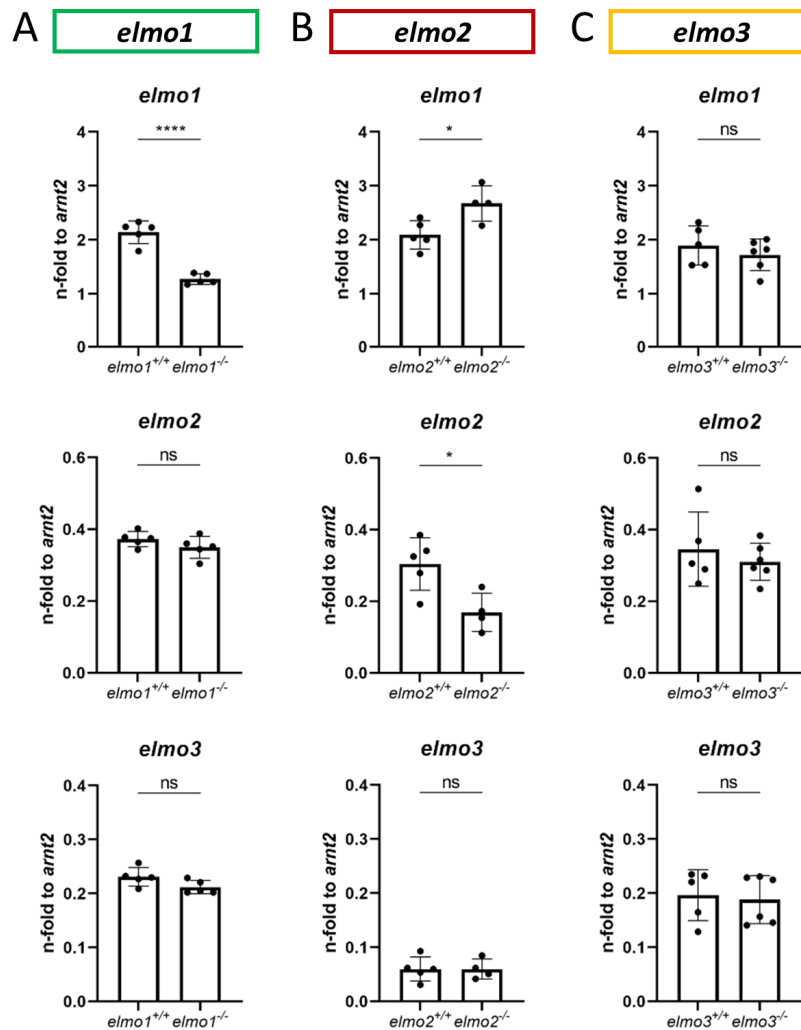 A elmo1 B elmo2 C elmo3
elmo1 elmo1 elmo1
n-fold to arnt2 4 3 2 1 0 **** elmo1+/+ elmo1-/-
n-fold to arnt2 4 3 2 1 0 * elmo2+/+ elmo2-/-
n-fold to arnt2 4 3 2 1 0 ns elmo3+/+ elmo3-/-
elmo2 elmo2 elmo2
n-fold to arnt2 0.6 0.4 0.2 0.0 ns elmo1+/+ elmo1-/-
n-fold to arnt2 0.6 0.4 0.2 0.0 * elmo2+/+ elmo2-/-
n-fold to arnt2 0.6 0.4 0.2 0.0 ns elmo3+/+ elmo3-/-
elmo3 elmo3 elmo3
n-fold to arnt2 0.4 0.3 0.2 0.1 0.0 ns elmo1+/+ elmo1-/-
n-fold to arnt2 0.4 0.3 0.2 0.1 0.0 ns elmo2+/+ elmo2-/-
n-fold to arnt2 0.4 0.3 0.2 0.1 0.0 ns elmo3+/+ elmo3-/-